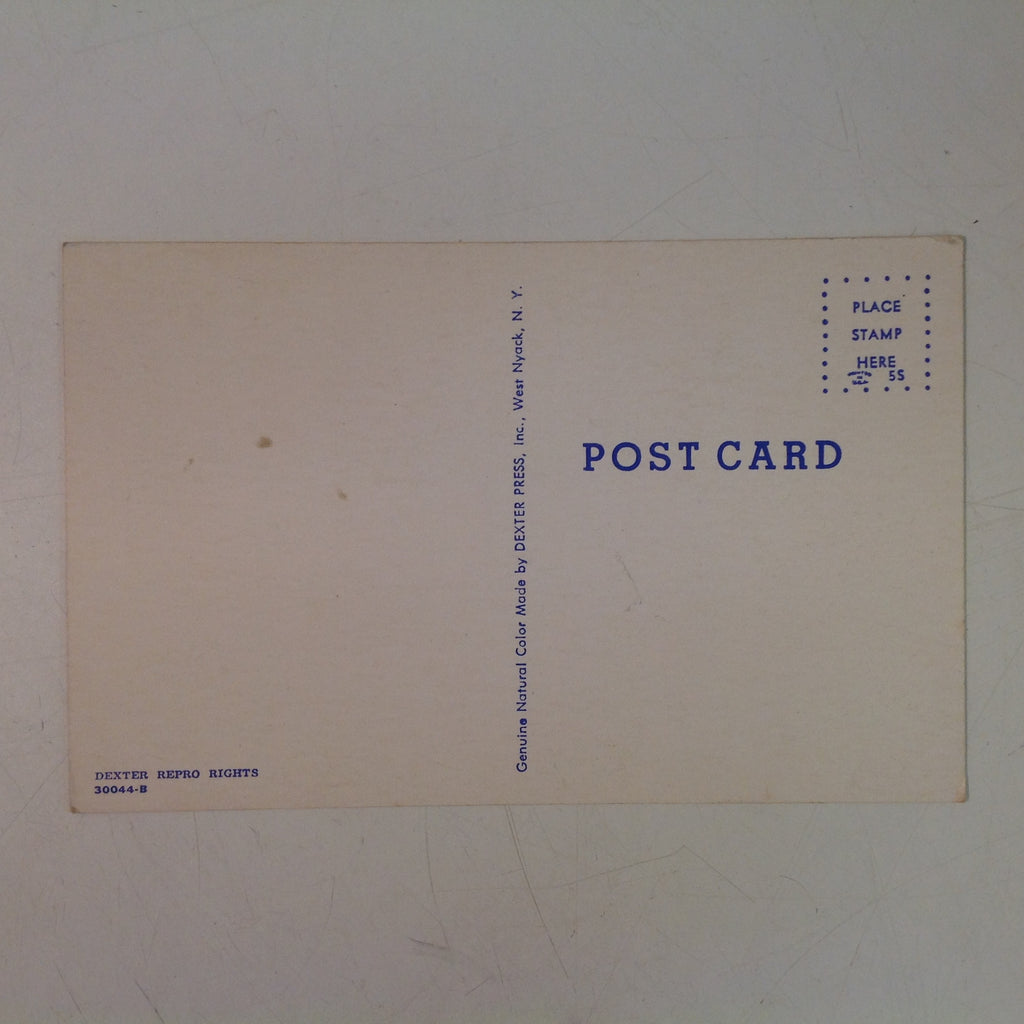 PLACE
STAMP
HERE
5S
POST CARD
Genuine Natural Color Made by DEXTER PRESS, Inc., West Nyack, N. Y.
DEXTER REPRO RIGHTS
30044-B